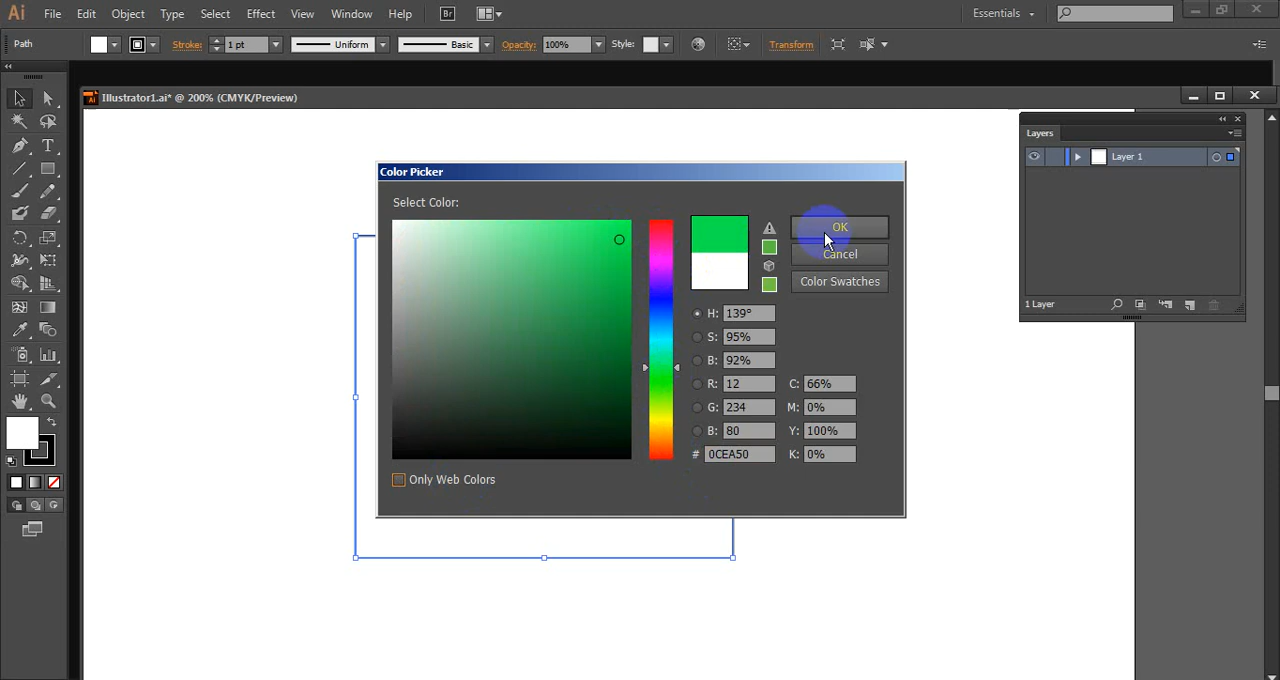 Ai File Edit Object Type Select Effect View Window Help Br Essentials
Path Stroke: 1 pt Uniform Basic Opacity: 100% Style: Transform
Illustrator1.ai* @ 200% (CMYK/Preview)
Layers
Layer 1
1 Layer
Color Picker
Select Color:
OK
Cancel
Color Swatches
H: 139°
S: 95%
B: 92%
R: 12 C: 66%
G: 234 M: 0%
B: 80 Y: 100%
# 0CEA50 K: 0%
Only Web Colors
T